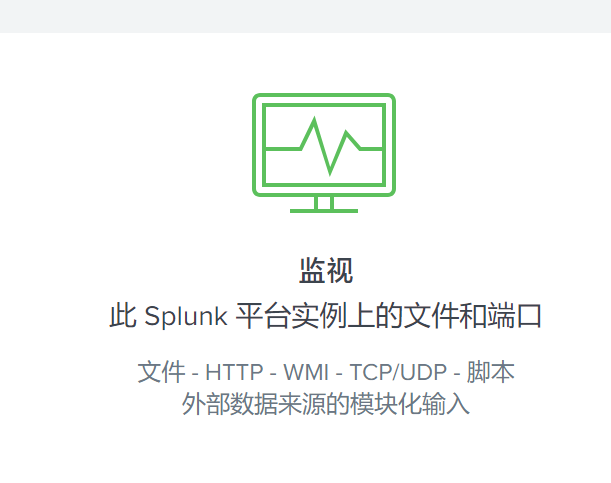 监视
此 Splunk 平台实例上的文件和端口
文件 - HTTP - WMI - TCP/UDP - 脚本
外部数据来源的模块化输入